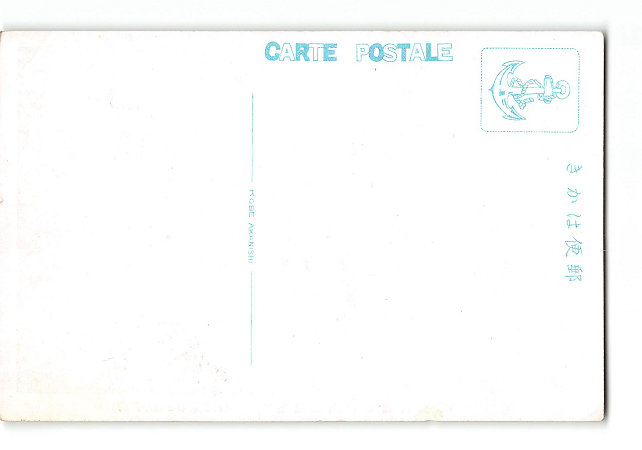 CARTE POSTALE
きかは便郵
KOBE AKANISHI